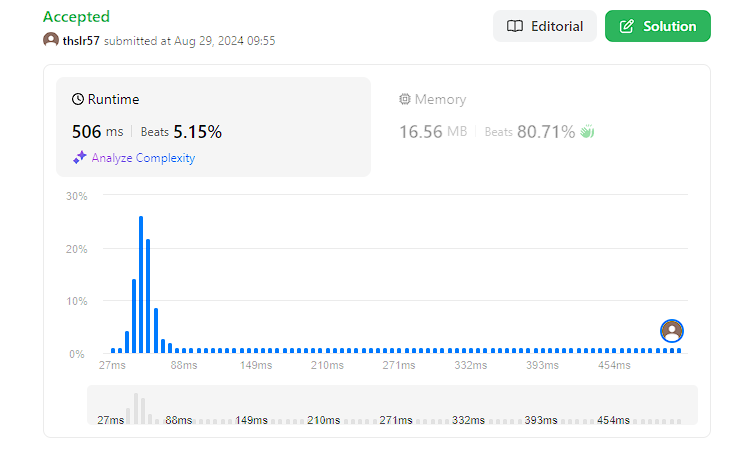 Accepted
thslr57 submitted at Aug 29, 2024 09:55
Editorial
Solution
Runtime
506 ms | Beats 5.15%
Analyze Complexity
Memory
16.56 MB | Beats 80.71%
30%
20%
10%
0%
27ms 88ms 149ms 210ms 271ms 332ms 393ms 454ms
27ms 88ms 149ms 210ms 271ms 332ms 393ms 454ms